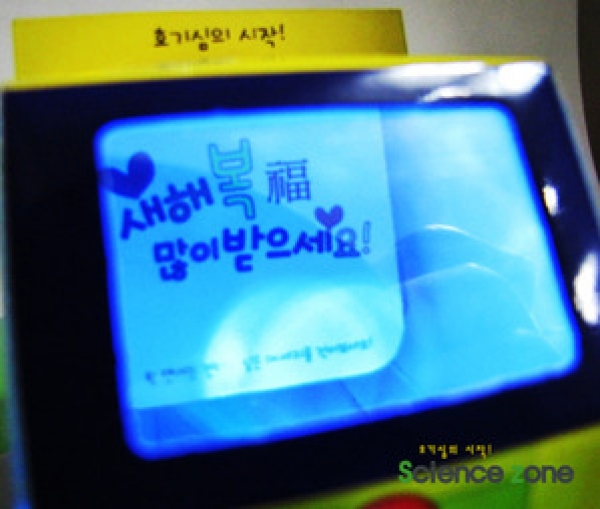 호기심의 시작!
새해 복 福
많이 받으세요!
호기심의 시작!
Science Zone